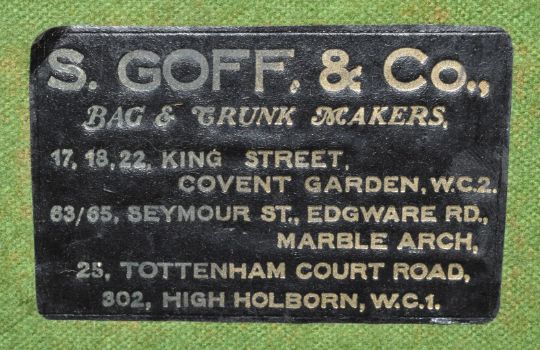 S. GOFF. & Co.,
BAG & TRUNK MAKERS,
17, 18, 22, KING STREET,
COVENT GARDEN, W.C.2.
63/65, SEYMOUR ST., EDGWARE RD.,
MARBLE ARCH,
25, TOTTENHAM COURT ROAD,
302, HIGH HOLBORN, W.C.1.